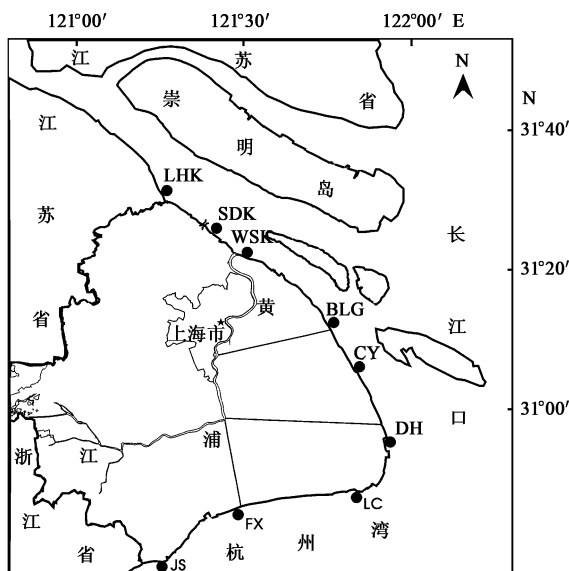 121°00′ 121°30′ 122°00′ E
江 苏 省
N
N
崇 明 岛
31°40′
江 苏 省
LHK
SDK
WSK
长 江 口
31°20′
黄 浦 江
BLG
上海市
CY
31°00′
DH
浙 江 省
LC
FX
杭 州 湾
JS